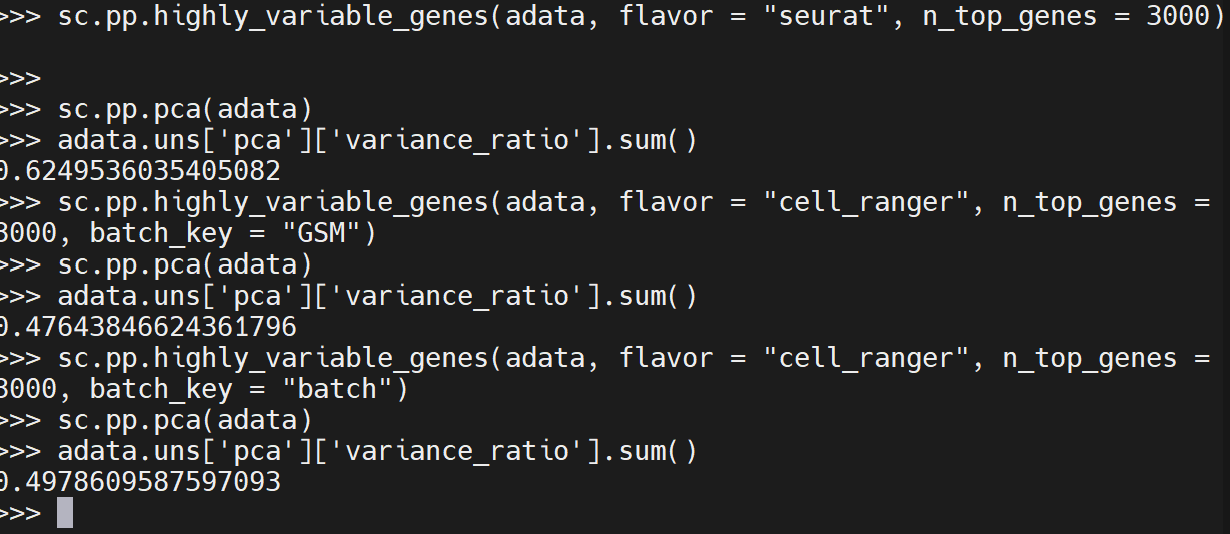 >>> sc.pp.highly_variable_genes(adata, flavor = "seurat", n_top_genes = 3000)
>>>
>>> sc.pp.pca(adata)
>>> adata.uns['pca']['variance_ratio'].sum()
0.6249536035405082
>>> sc.pp.highly_variable_genes(adata, flavor = "cell_ranger", n_top_genes =
3000, batch_key = "GSM")
>>> sc.pp.pca(adata)
>>> adata.uns['pca']['variance_ratio'].sum()
0.47643846624361796
>>> sc.pp.highly_variable_genes(adata, flavor = "cell_ranger", n_top_genes =
3000, batch_key = "batch")
>>> sc.pp.pca(adata)
>>> adata.uns['pca']['variance_ratio'].sum()
0.4978609587597093
>>>